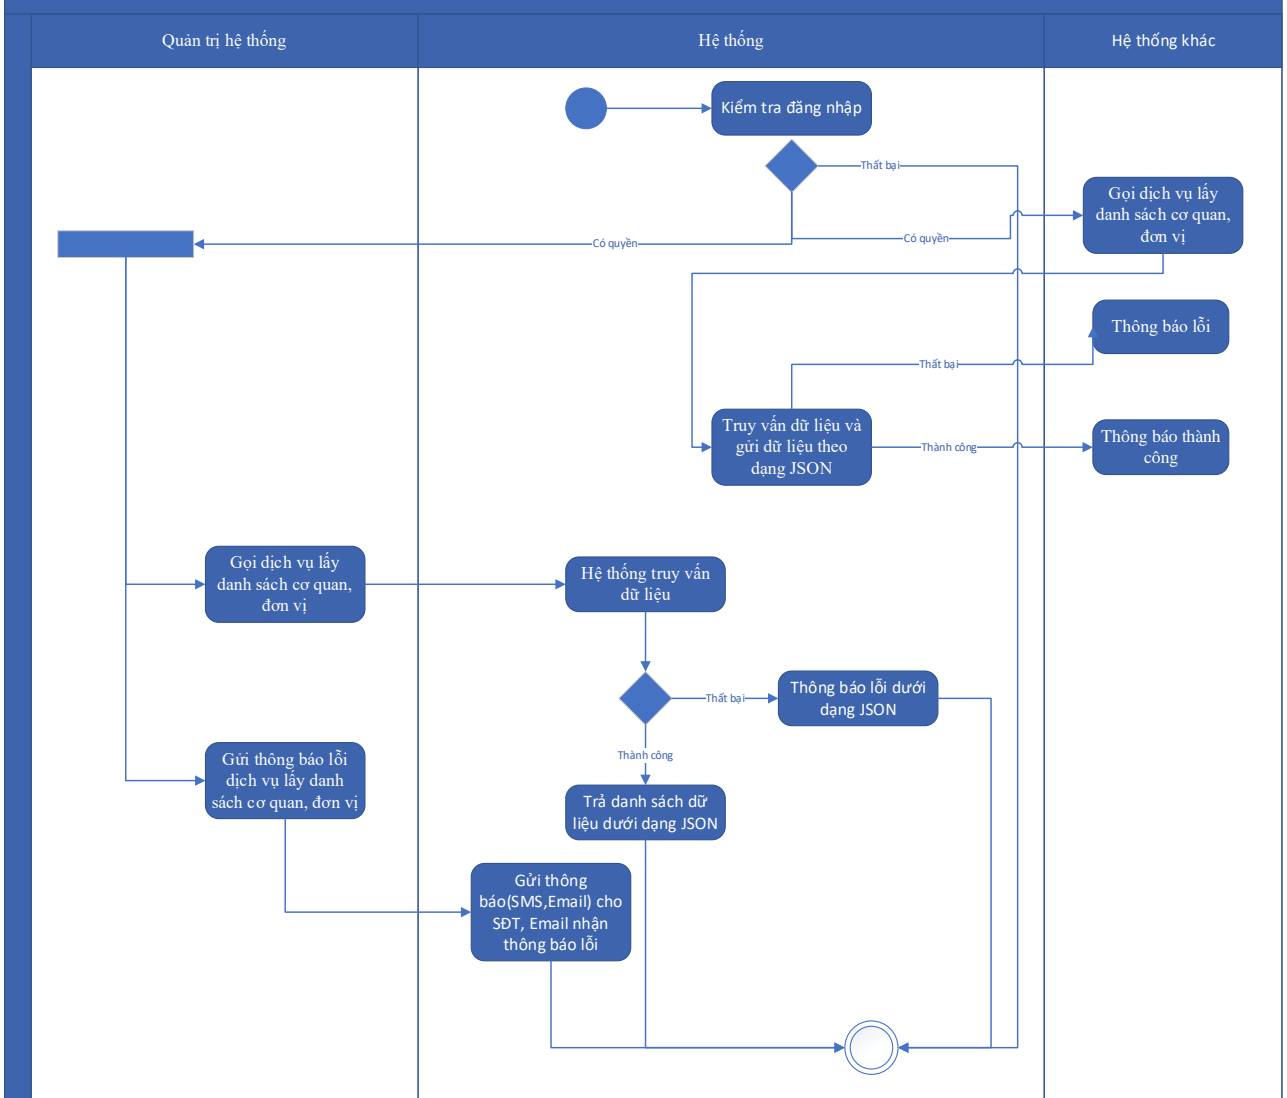 Quản trị hệ thống
Hệ thống
Hệ thống khác
Kiểm tra đăng nhập
Thất bại
Gọi dịch vụ lấy
danh sách cơ quan,
đơn vị
Có quyền
Có quyền
Thông báo lỗi
Thất bại
Truy vấn dữ liệu và
gửi dữ liệu theo
dạng JSON
Thành công
Thông báo thành
công
Gọi dịch vụ lấy
danh sách cơ quan,
đơn vị
Hệ thống truy vấn
dữ liệu
Thất bại
Thông báo lỗi dưới
dạng JSON
Thành công
Gửi thông báo lỗi
dịch vụ lấy danh
sách cơ quan, đơn vị
Trả danh sách dữ
liệu dưới dạng JSON
Gửi thông
báo(SMS,Email) cho
SĐT, Email nhận
thông báo lỗi